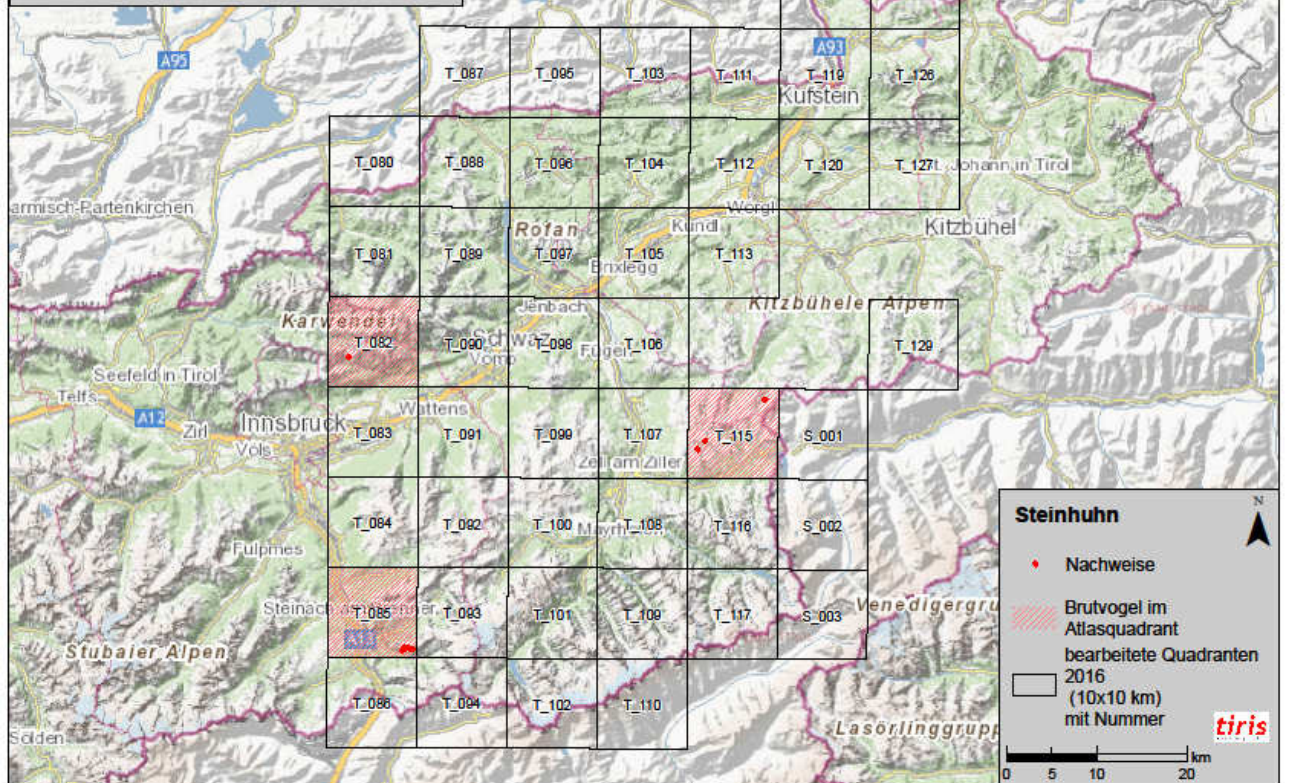 A95
A93
T_087
T_095
T_103
T_111
T_119
T_126
Kufstein
T_080
T_088
T_096
T_104
T_112
T_120
T_127
t. Johann in Tirol
armisch-Partenkirchen
Wörgl
Rofan
Kundl
Kitzbühel
T_081
T_089
T_097
T_105
T_113
Brixlegg
Karwendel
Jenbach
Kitzbüheler Alpen
T_082
T_090
Schwaz
T_098
T_106
T_129
Vomp
Fügen
Seefeld in Tirol
Telfs
Wattens
A12
Innsbruck
Zirl
Völs
T_083
T_091
T_099
T_107
T_115
S_001
Zell am Ziller
T_084
T_092
T_100
Mayrhofen
T_108
T_116
S_002
Fulpmes
Steinach am Brenner
T_085
T_093
T_101
T_109
T_117
S_003
Venedigergru
A13
Stubaier Alpen
T_086
T_094
T_102
T_110
Sölden
Lasörlinggrupp
N
Steinhuhn
Nachweise
Brutvogel im
Atlasquadrant
bearbeitete Quadranten
2016
(10x10 km)
mit Nummer
tiris
km
0 5 10 20